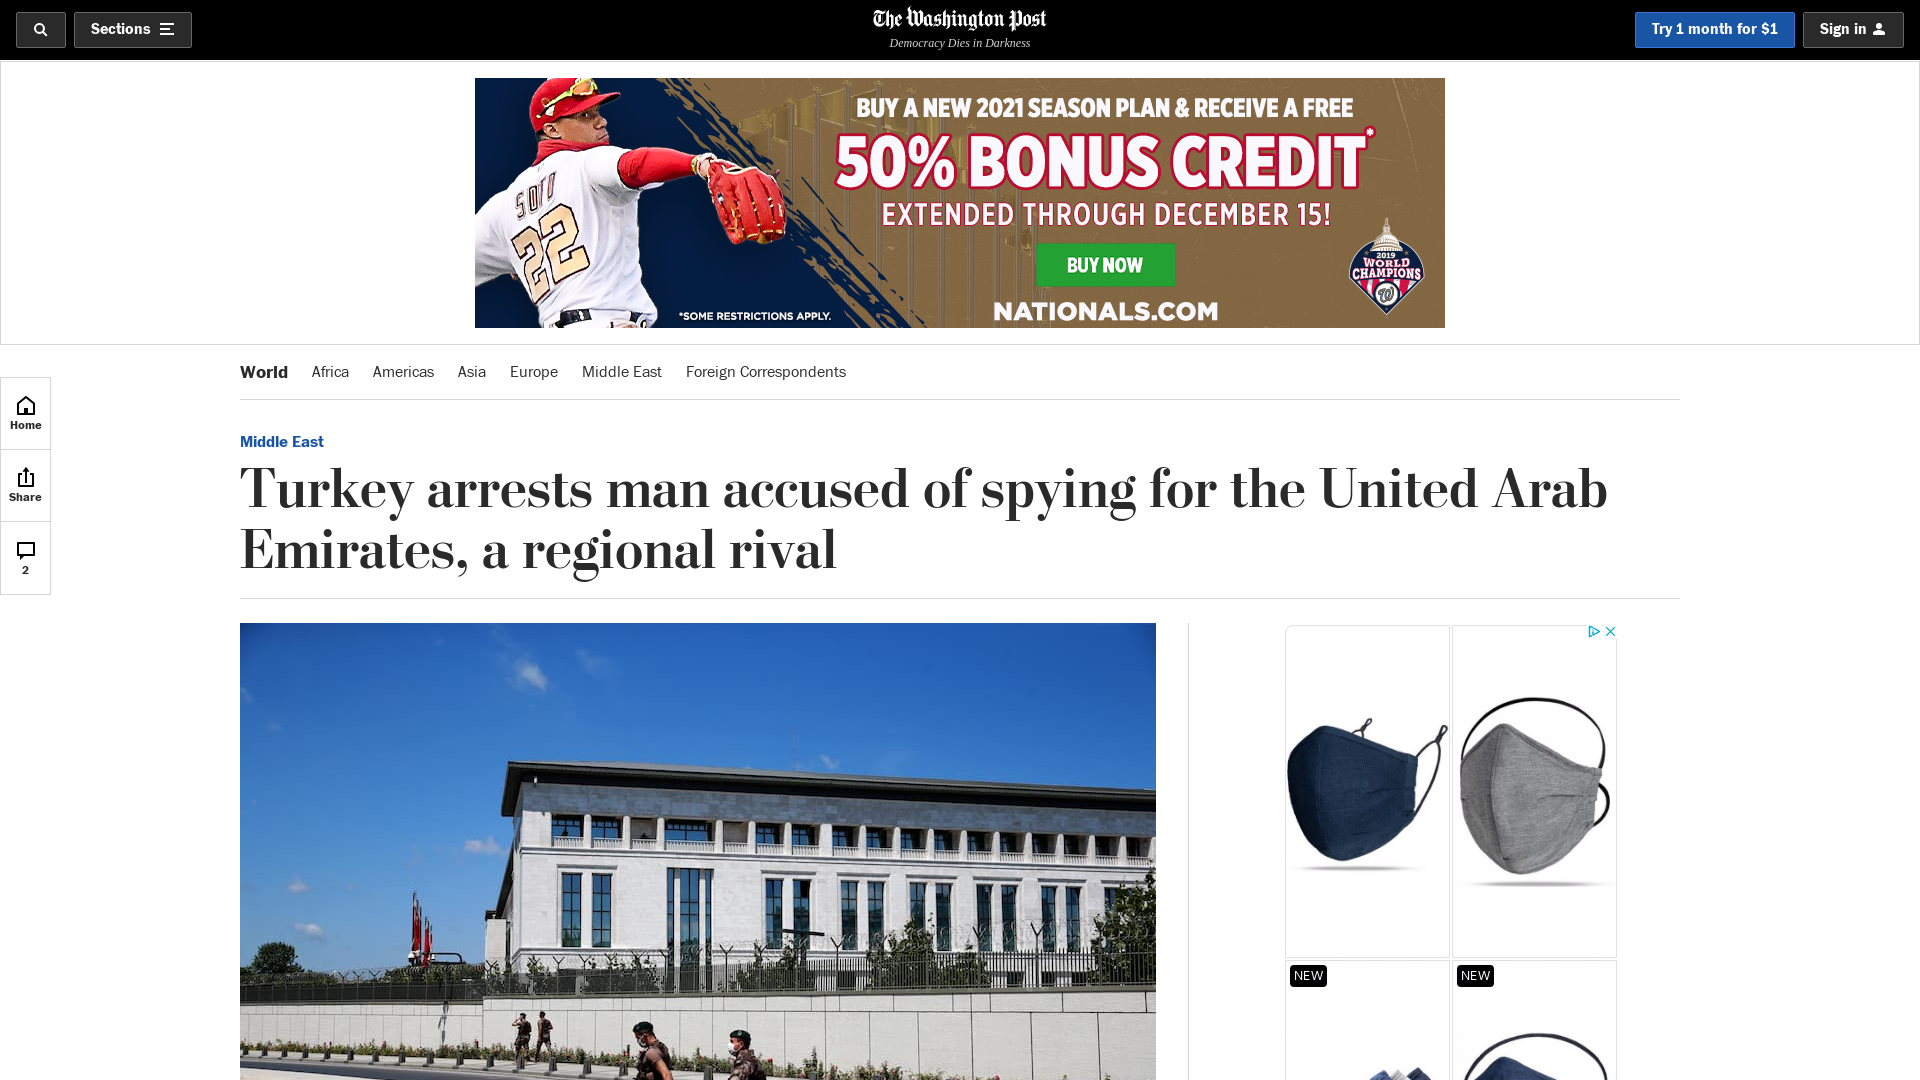 Sections
The Washington Post
Democracy Dies in Darkness
Try 1 month for $1
Sign in
BUY A NEW 2021 SEASON PLAN & RECEIVE A FREE
50% BONUS CREDIT*
EXTENDED THROUGH DECEMBER 15!
BUY NOW
NATIONALS.COM
*SOME RESTRICTIONS APPLY.
SOTO
22
2019
WORLD
CHAMPIONS
W
World Africa Americas Asia Europe Middle East Foreign Correspondents
Home
Share
2
Middle East
Turkey arrests man accused of spying for the United Arab
Emirates, a regional rival
NEW
NEW